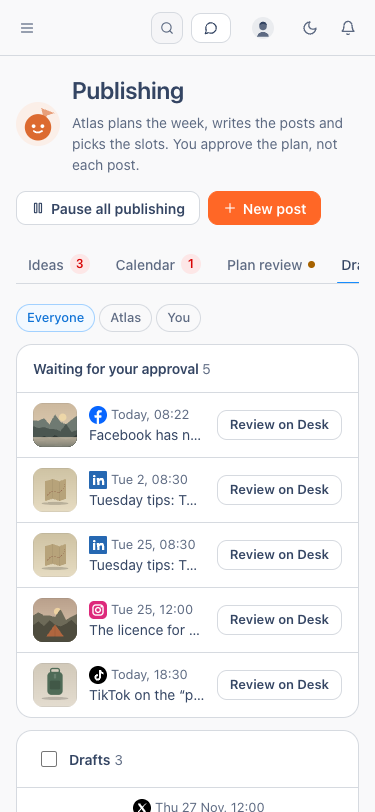 Publishing
Atlas plans the week, writes the posts and
picks the slots. You approve the plan, not
each post.
Pause all publishing
+ New post
Ideas 3 Calendar 1 Plan review Dra
Everyone Atlas You
Waiting for your approval 5
Today, 08:22
Facebook has n...
Review on Desk
in Tue 2, 08:30
Tuesday tips: T...
Review on Desk
in Tue 25, 08:30
Tuesday tips: T...
Review on Desk
Tue 25, 12:00
The licence for ...
Review on Desk
Today, 18:30
TikTok on the “p...
Review on Desk
Drafts 3
X Thu 27 Nov, 12:00